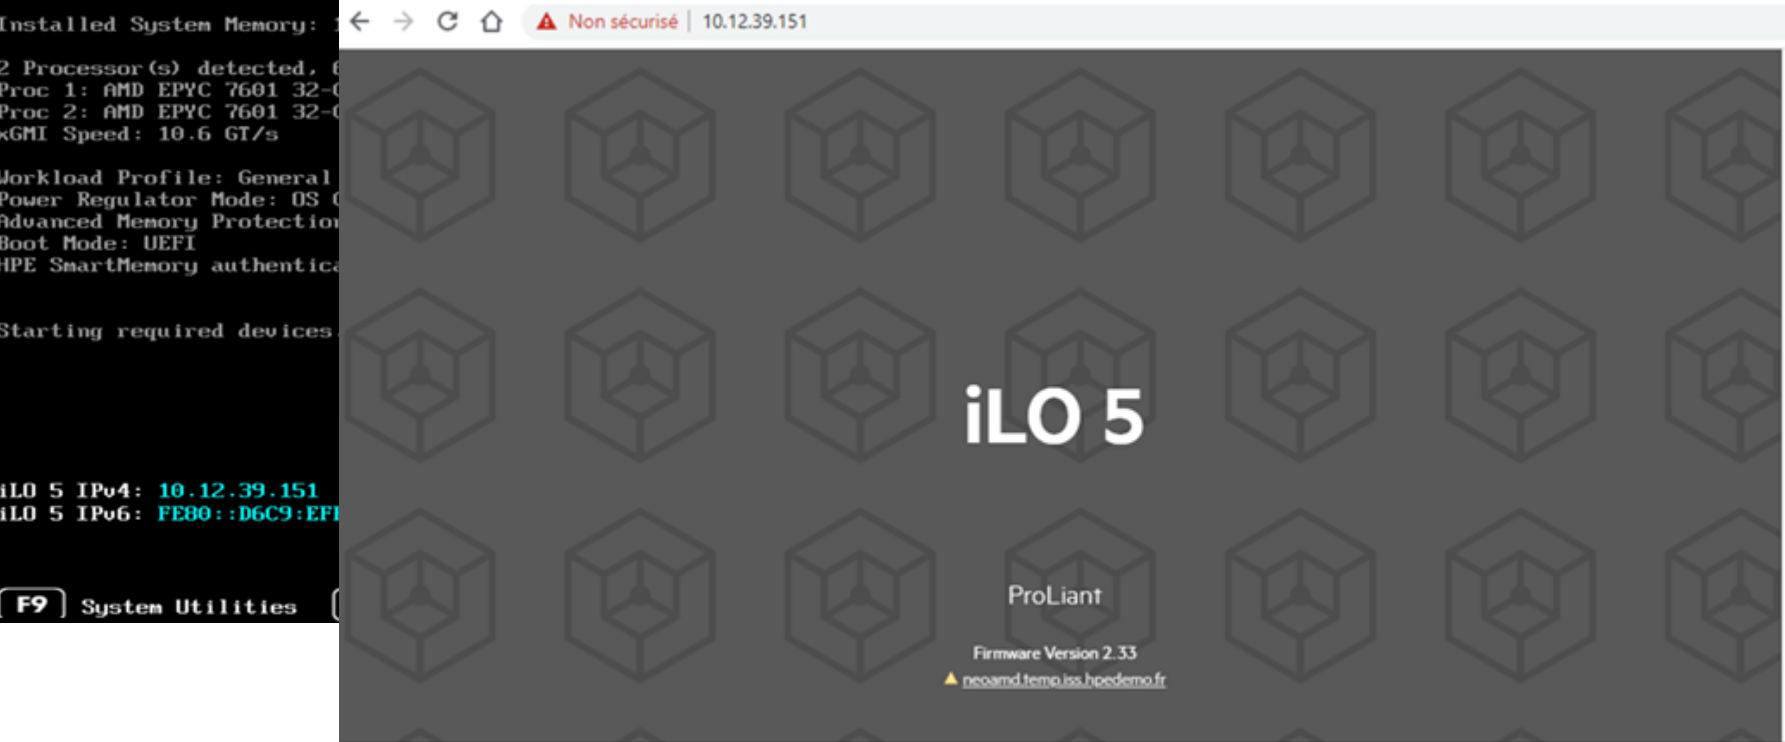 Installed System Memory:
2 Processor(s) detected,
Proc 1: AMD EPYC 7601 32-
Proc 2: AMD EPYC 7601 32-
xGMI Speed: 10.6 GT/s
Workload Profile: General
Power Regulator Mode: OS
Advanced Memory Protection
Boot Mode: UEFI
HPE SmartMemory authentica
Starting required devices.
iLO 5 IPv4: 10.12.39.151
iLO 5 IPv6: FE80::D6C9:EF
F9 System Utilities
Non sécurisé | 10.12.39.151
iLO 5
ProLiant
Firmware Version 2.33
neoamd.temp.iss.hpedemo.fr